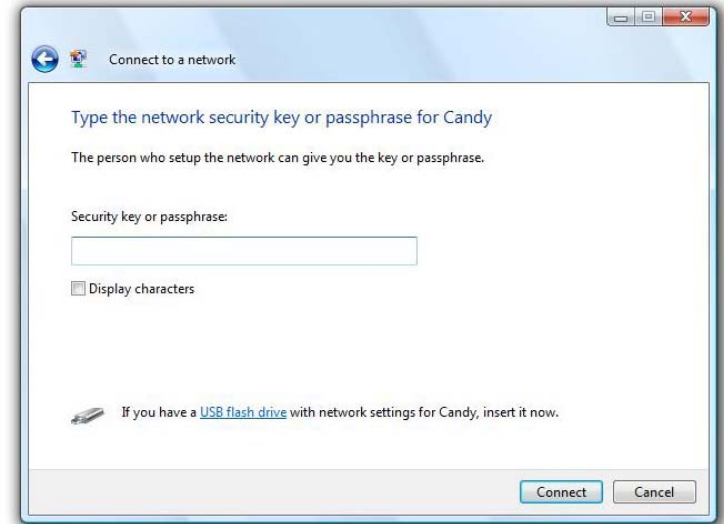 Connect to a network
Type the network security key or passphrase for Candy
The person who setup the network can give you the key or passphrase.
Security key or passphrase:
Display characters
If you have a USB flash drive with network settings for Candy, insert it now.
Connect Cancel